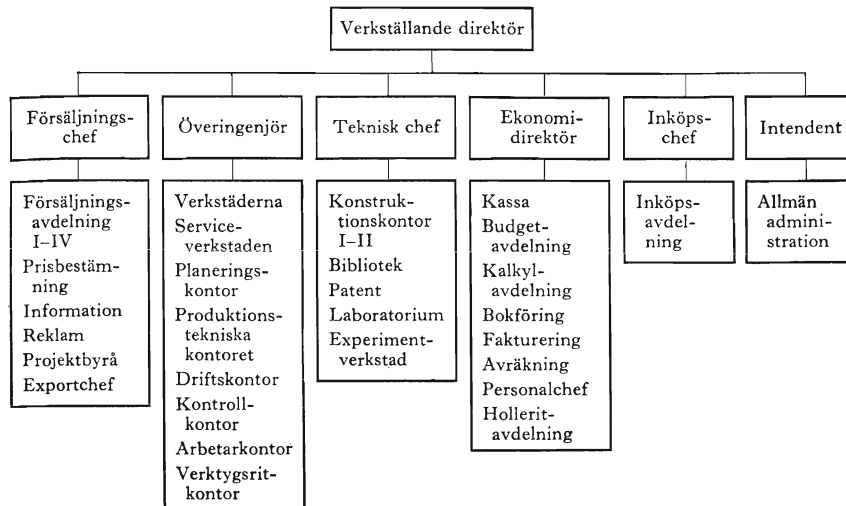 Verkställande direktör
Försäljnings-
chef
Överingenjör
Teknisk chef
Ekonomi-
direktör
Inköps-
chef
Intendent
Försäljnings-
avdelning
I–IV
Prisbestäm-
ning
Information
Reklam
Projektbyrå
Exportchef
Verkstäderna
Service-
verkstaden
Planerings-
kontor
Produktions-
tekniska
kontoret
Driftskontor
Kontroll-
kontor
Arbetarkontor
Verktygsrit-
kontor
Konstruk-
tionskontor
I–II
Bibliotek
Patent
Laboratorium
Experiment-
verkstad
Kassa
Budget-
avdelning
Kalkyl-
avdelning
Bokföring
Fakturering
Avräkning
Personalchef
Hollerit-
avdelning
Inköps-
avdel-
ning
Allmän
admini-
stration